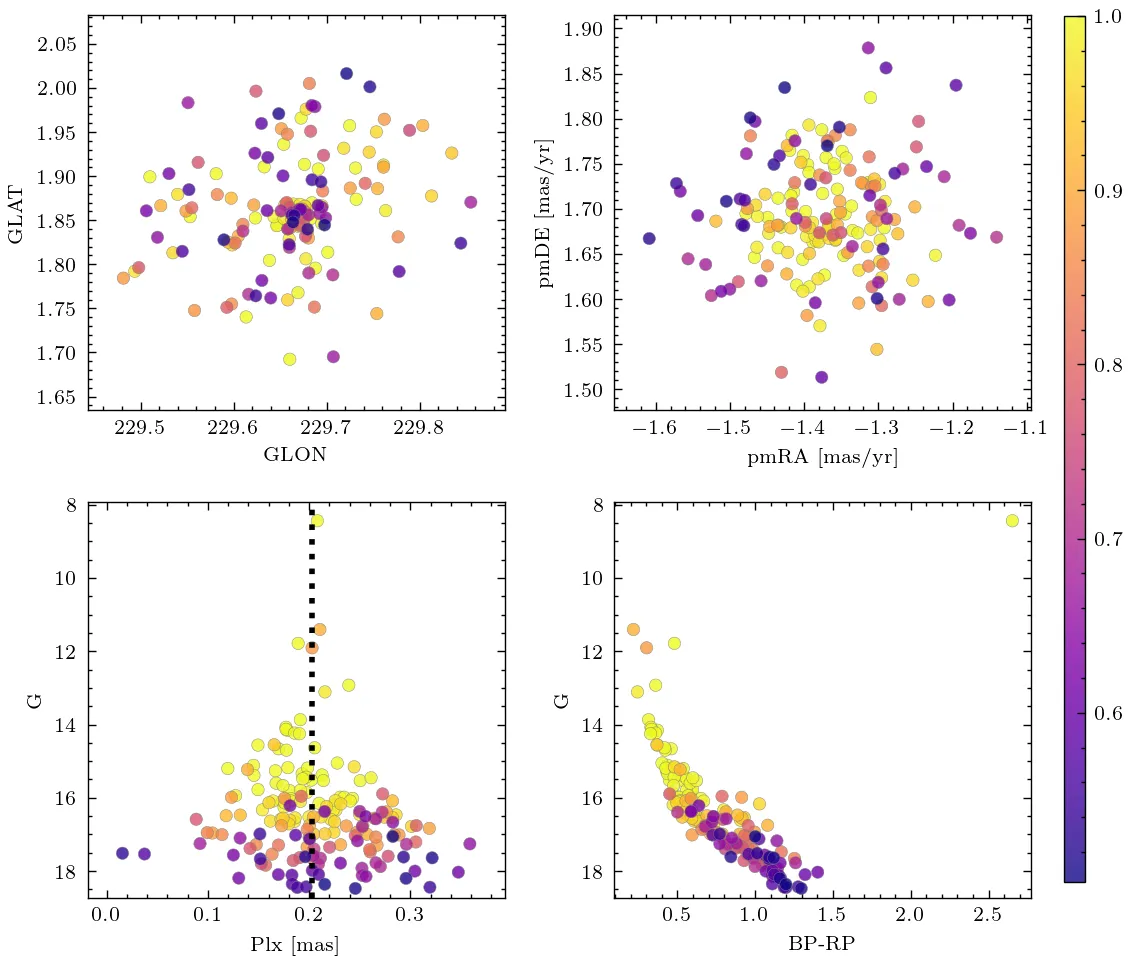 2.05
2.00
1.95
1.90
1.85
1.80
1.75
1.70
1.65
GLAT
229.5 229.6 229.7 229.8
GLON
1.90
1.85
1.80
1.75
1.70
1.65
1.60
1.55
1.50
pmDE [mas/yr]
−1.6 −1.5 −1.4 −1.3 −1.2 −1.1
pmRA [mas/yr]
8
10
12
14
16
18
G
0.0 0.1 0.2 0.3
Plx [mas]
8
10
12
14
16
18
G
0.5 1.0 1.5 2.0 2.5
BP-RP
1.0
0.9
0.8
0.7
0.6